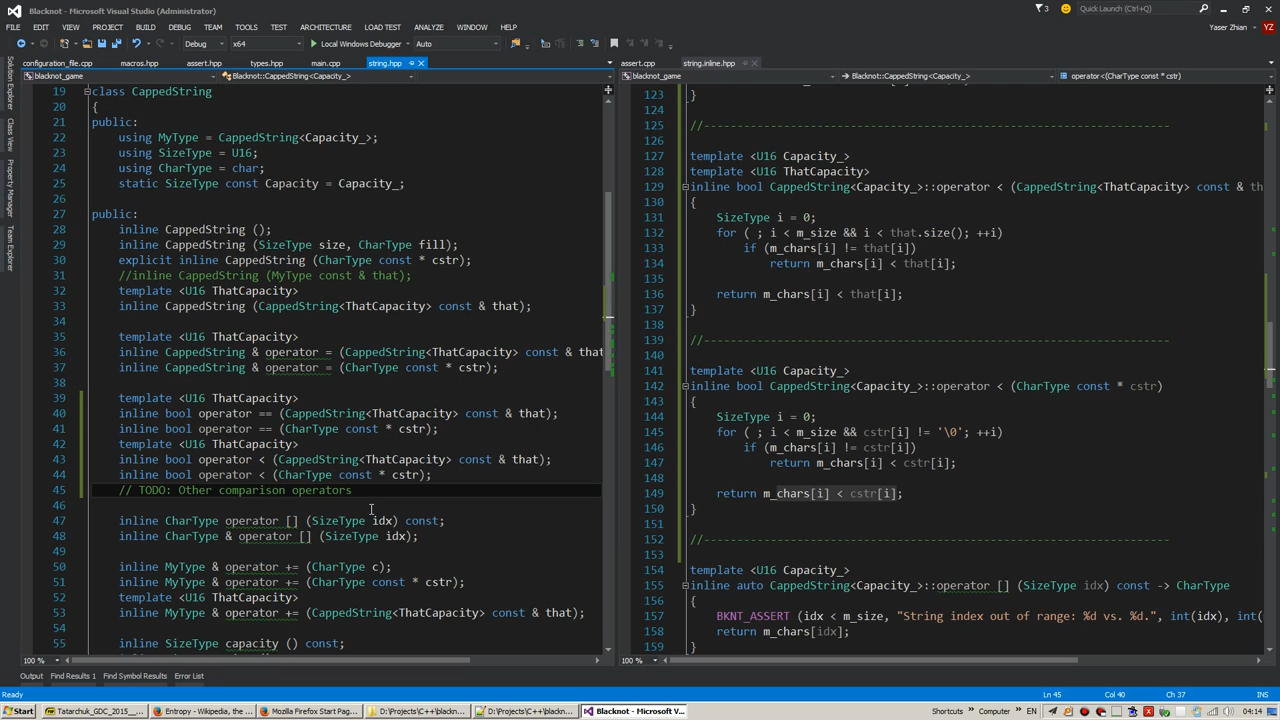 Blacknot - Microsoft Visual Studio (Administrator)
3
Quick Launch (Ctrl+Q)
FILE EDIT VIEW PROJECT BUILD DEBUG TEAM TEST ARCHITECTURE LOAD TEST ANALYZE WINDOW HELP
Yaser Zhian YZ
Debug x64 Local Windows Debugger Auto
configuration_file.cpp macros.hpp assert.hpp types.hpp main.cpp string.hpp
assert.cpp string.inline.hpp
blacknot_game Blacknot::CappedString<Capacity_>
blacknot_game Blacknot::CappedString<Capacity_> operator<(CharType const * cstr)
Solution Explorer
Class View
Property Manager
Team Explorer
19 class CappedString
20 {
21 public:
22 using MyType = CappedString<Capacity_>;
23 using SizeType = U16;
24 using CharType = char;
25 static SizeType const Capacity = Capacity_;
26
27 public:
28 inline CappedString ();
29 inline CappedString (SizeType size, CharType fill);
30 explicit inline CappedString (CharType const * cstr);
31 //inline CappedString (MyType const & that);
32 template <U16 ThatCapacity>
33 inline CappedString (CappedString<ThatCapacity> const & that);
34
35 template <U16 ThatCapacity>
36 inline CappedString & operator = (CappedString<ThatCapacity> const & that
37 inline CappedString & operator = (CharType const * cstr);
38
39 template <U16 ThatCapacity>
40 inline bool operator == (CappedString<ThatCapacity> const & that);
41 inline bool operator == (CharType const * cstr);
42 template <U16 ThatCapacity>
43 inline bool operator < (CappedString<ThatCapacity> const & that);
44 inline bool operator < (CharType const * cstr);
45 // TODO: Other comparison operators
46
47 inline CharType operator [] (SizeType idx) const;
48 inline CharType & operator [] (SizeType idx);
49
50 inline MyType & operator += (CharType c);
51 inline MyType & operator += (CharType const * cstr);
52 template <U16 ThatCapacity>
53 inline MyType & operator += (CappedString<ThatCapacity> const & that);
54
55 inline SizeType capacity () const;
100 %
123 }
124
125 //----------------------------------------------------------------------
126
127 template <U16 Capacity_>
128 template <U16 ThatCapacity>
129 inline bool CappedString<Capacity_>::operator < (CappedString<ThatCapacity> const & th
130 {
131 SizeType i = 0;
132 for ( ; i < m_size && i < that.size(); ++i)
133 if (m_chars[i] != that[i])
134 return m_chars[i] < that[i];
135
136 return m_chars[i] < that[i];
137 }
138
139 //----------------------------------------------------------------------
140
141 template <U16 Capacity_>
142 inline bool CappedString<Capacity_>::operator < (CharType const * cstr)
143 {
144 SizeType i = 0;
145 for ( ; i < m_size && cstr[i] != '\0'; ++i)
146 if (m_chars[i] != cstr[i])
147 return m_chars[i] < cstr[i];
148
149 return m_chars[i] < cstr[i];
150 }
151
152 //----------------------------------------------------------------------
153
154 template <U16 Capacity_>
155 inline auto CappedString<Capacity_>::operator [] (SizeType idx) const -> CharType
156 {
157 BKNT_ASSERT (idx < m_size, "String index out of range: %d vs. %d.", int(idx), int(
158 return m_chars[idx];
159 }
100 %
Output Find Results 1 Find Symbol Results Error List
Ready Ln 45 Col 40 Ch 37 INS
Start Tatarchuk_GDC_2015__... Entropy - Wikipedia, the ... Mozilla Firefox Start Pag... D:\Projects\C++\blackn... D:\Projects\C++\blackn... Blacknot - Microsoft Vis... Shortcuts » Computer » EN 04:14